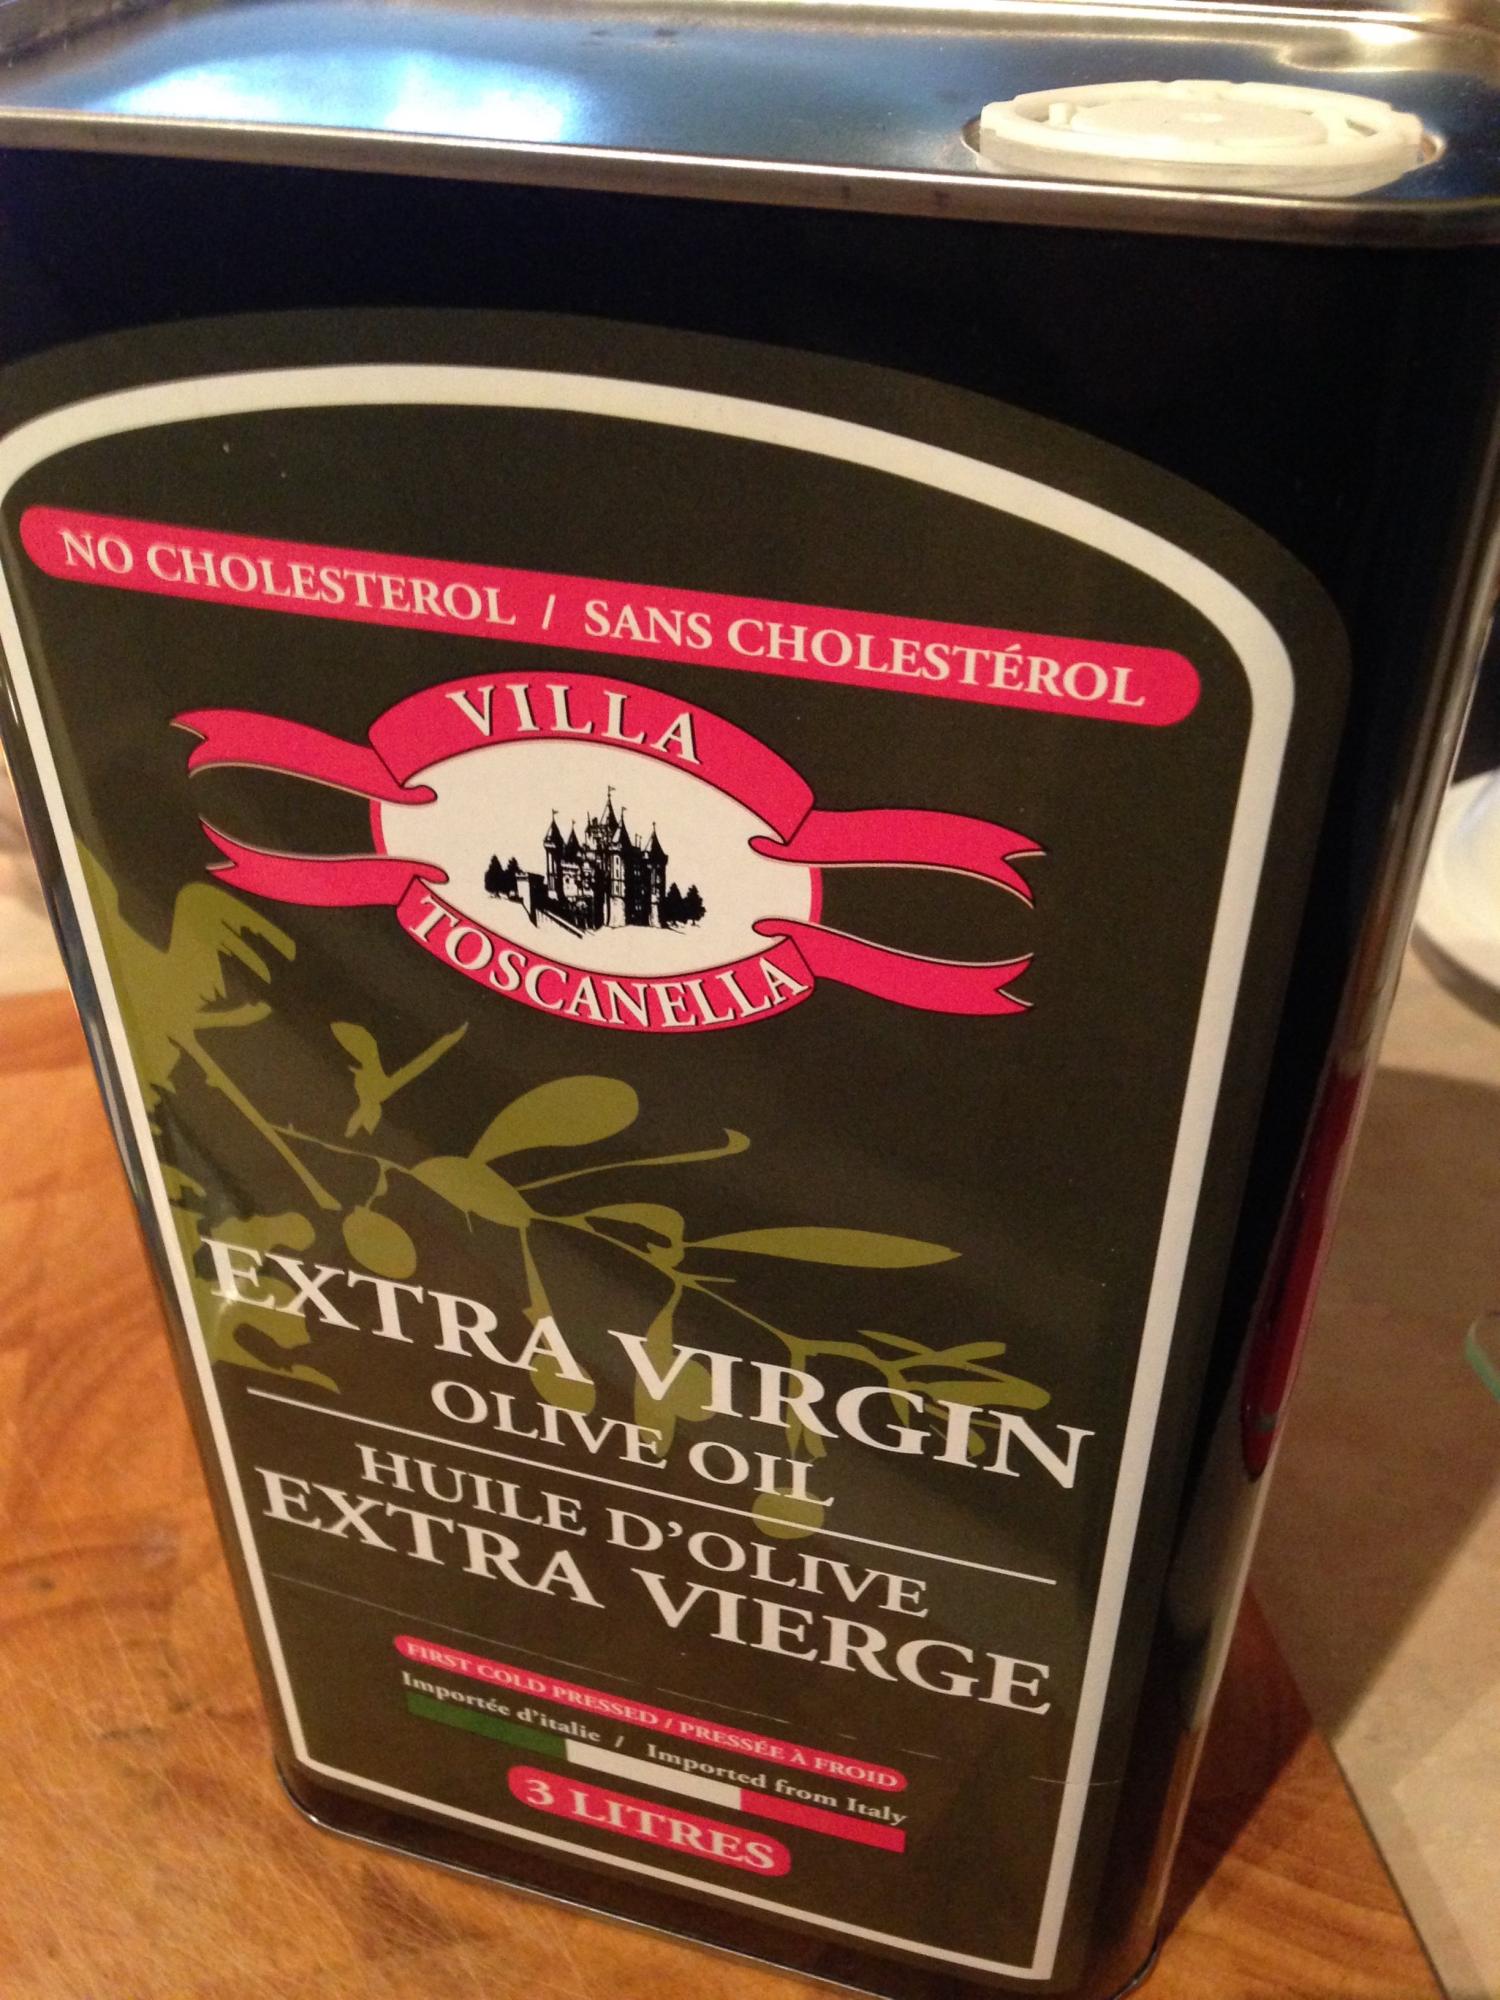 NO CHOLESTEROL / SANS CHOLESTÉROL
VILLA
TOSCANELLA
EXTRA VIRGIN
OLIVE OIL
HUILE D'OLIVE
EXTRA VIERGE
FIRST COLD PRESSED / PRESSÉE À FROID
Importée d'italie / Imported from Italy
3 LITRES